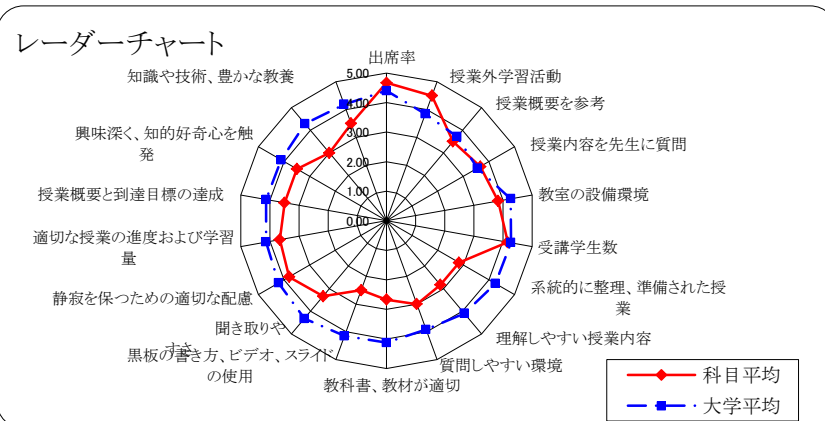 レーダーチャート
出席率
授業外学習活動
授業概要を参考
授業内容を先生に質問
教室の設備環境
受講学生数
系統的に整理、準備された授
業
理解しやすい授業内容
質問しやすい環境
教科書、教材が適切
黒板の書き方、ビデオ、スライド
の使用
聞き取りや
すさ
静寂を保つための適切な配慮
適切な授業の進度および学習
量
授業概要と到達目標の達成
興味深く、知的好奇心を触
発
知識や技術、豊かな教養
5.00
4.00
3.00
2.00
1.00
0.00
科目平均
大学平均